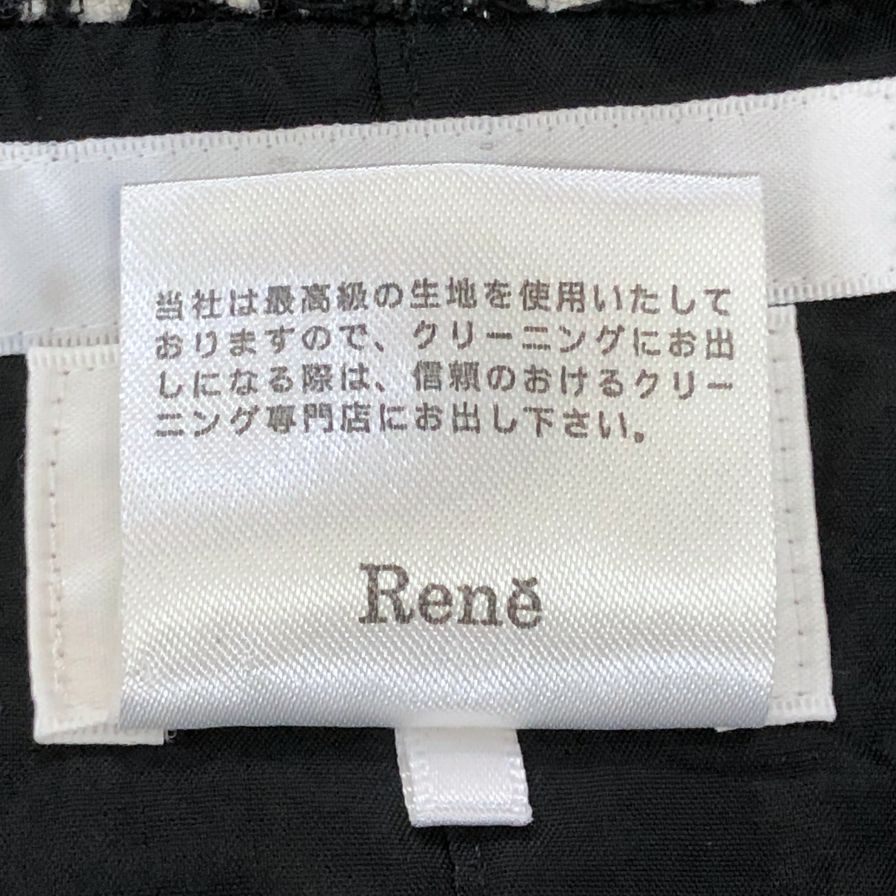 当社は最高級の生地を使用いたして
おりますので、クリーニングにお出
しになる際は、信頼のおけるクリー
ニング専門店にお出し下さい。
Reně